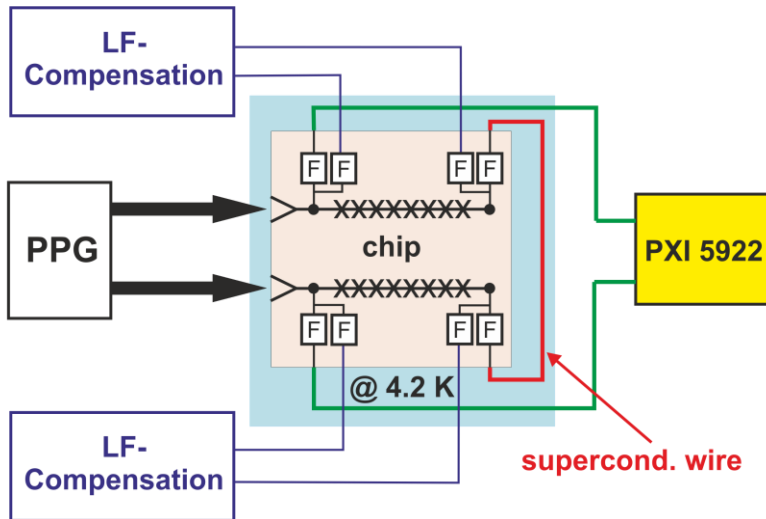 LF-
Compensation
F F F F
XXXXXXXX
PPG
chip
PXI 5922
XXXXXXXX
F F F F
@ 4.2 K
LF-
Compensation
supercond. wire